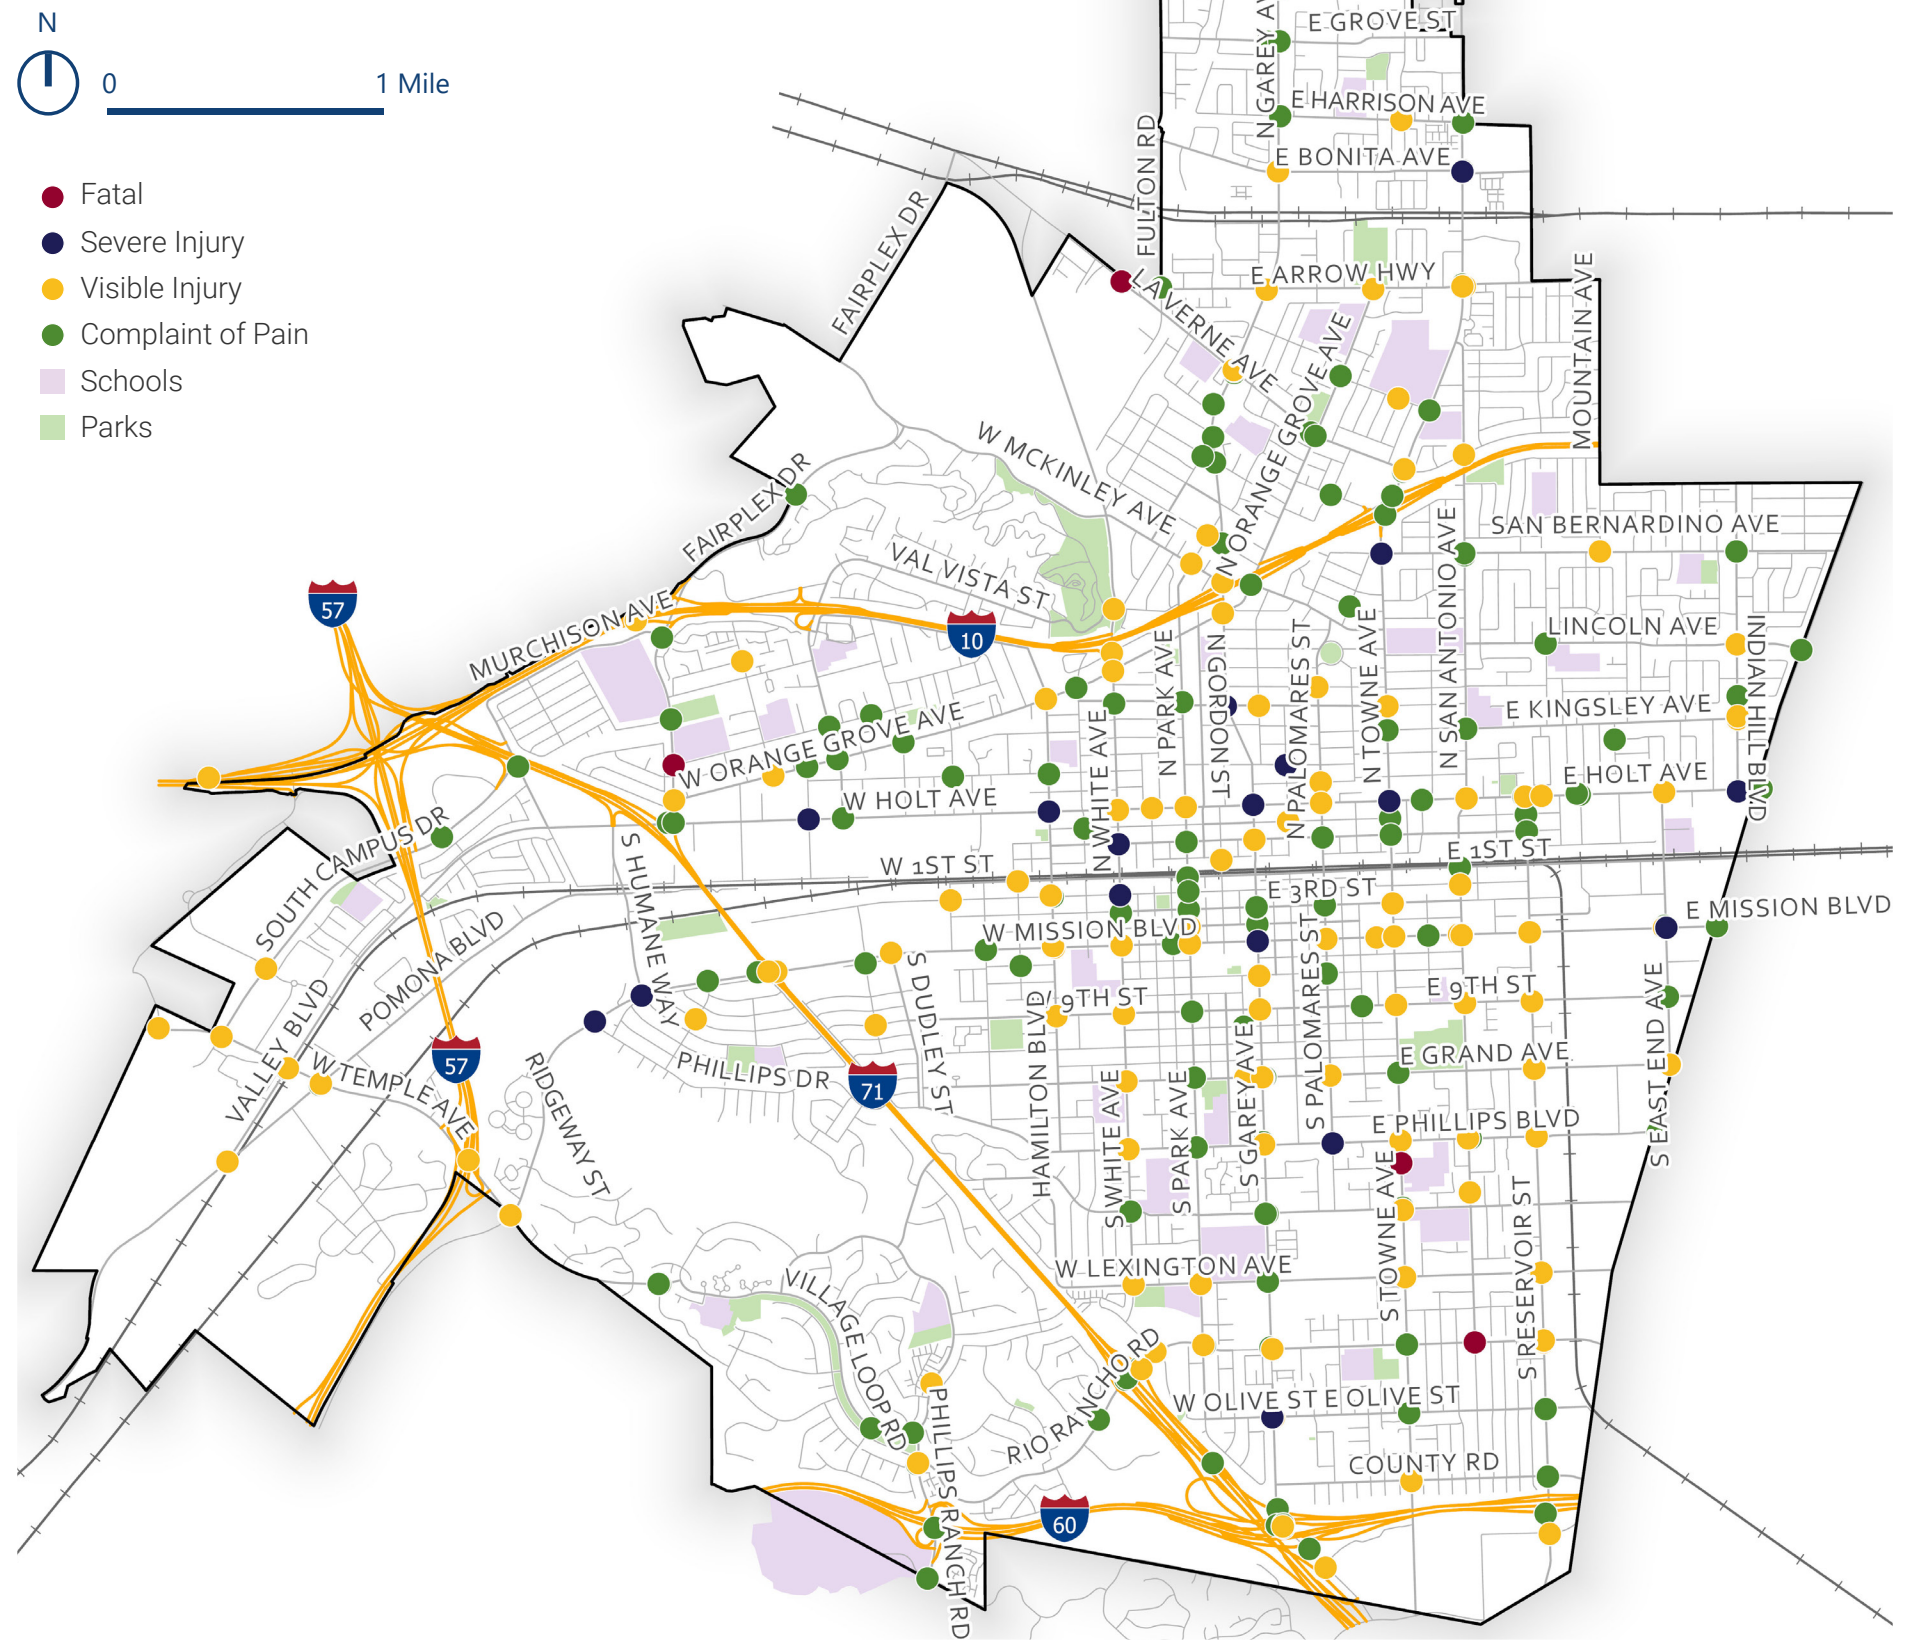 N
0 1 Mile
Fatal
Severe Injury
Visible Injury
Complaint of Pain
Schools
Parks
E GROVE ST
N GAREY AV
E HARRISON AVE
E BONITA AVE
FULTON RD
FAIRPLEX DR
E ARROW HWY
LA VERNE AVE
MOUNTAIN AVE
N ORANGE GROVE AVE
W MCKINLEY AVE
FAIRPLEX DR
SAN BERNARDINO AVE
VAL VISTA ST
MURCHISON AVE
57
10
LINCOLN AVE
INDIAN HILL BLVD
N SAN ANTONIO AVE
N TOWNE AVE
N PALOMARES ST
N GORDON ST
N PARK AVE
N WHITE AVE
E KINGSLEY AVE
W ORANGE GROVE AVE
E HOLT AVE
W HOLT AVE
SOUTH CAMPUS DR
S HUMANE WAY
W 1ST ST
E 1ST ST
E 3RD ST
E MISSION BLVD
W MISSION BLVD
POMONA BLVD
VALLEY BLVD
S DUDLEY ST
S PALOMARES ST
E 9TH ST
W 9TH ST
S EAST END AVE
E GRAND AVE
57
W TEMPLE AVE
RIDGEWAY ST
PHILLIPS DR
71
HAMILTON BLVD
S WHITE AVE
S PARK AVE
S GAREY AVE
E PHILLIPS BLVD
S TOWNE AVE
S RESERVOIR ST
W LEXINGTON AVE
VILLAGE LOOP RD
RIO RANCHO RD
W OLIVE ST E OLIVE ST
PHILLIPS RANCH RD
COUNTY RD
60